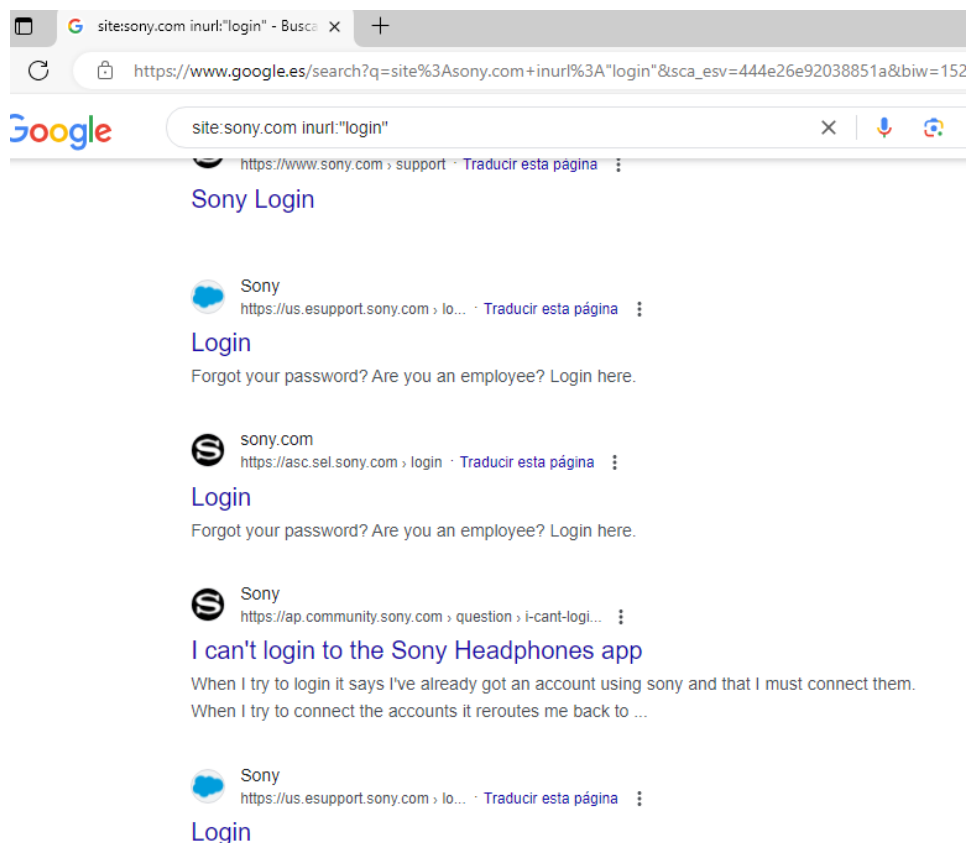 site:sony.com inurl:"login" - Busca
https://www.google.es/search?q=site%3Asony.com+inurl%3A"login"&sca_esv=444e26e92038851a&biw=152
Google
site:sony.com inurl:"login"
https://www.sony.com › support · Traducir esta página
Sony Login
Sony
https://us.esupport.sony.com › lo... · Traducir esta página
Login
Forgot your password? Are you an employee? Login here.
sony.com
https://asc.sel.sony.com › login · Traducir esta página
Login
Forgot your password? Are you an employee? Login here.
Sony
https://ap.community.sony.com › question › i-cant-logi...
I can't login to the Sony Headphones app
When I try to login it says I've already got an account using sony and that I must connect them.
When I try to connect the accounts it reroutes me back to ...
Sony
https://us.esupport.sony.com › lo... · Traducir esta página
Login